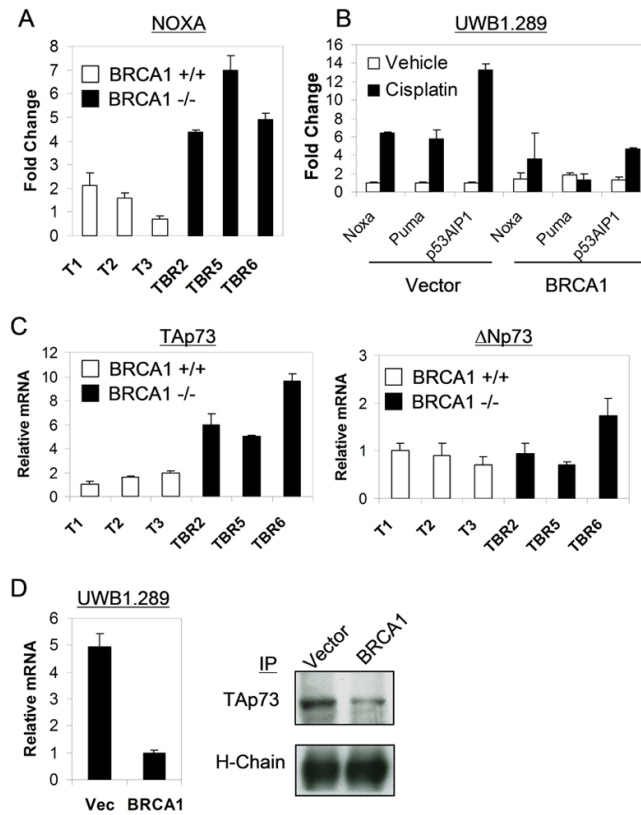 A
NOXA
Fold Change
8
7
6
5
4
3
2
1
0
BRCA1 +/+
BRCA1 -/-
T1
T2
T3
TBR2
TBR5
TBR6
B
UWB1.289
Fold Change
16
14
12
10
8
6
4
2
0
Vehicle
Cisplatin
Noxa
Puma
p53AIP1
Noxa
Puma
p53AIP1
Vector
BRCA1
C
TAp73
Relative mRNA
12
10
8
6
4
2
0
BRCA1 +/+
BRCA1 -/-
T1
T2
T3
TBR2
TBR5
TBR6
ΔNp73
Relative mRNA
3
2
1
0
BRCA1 +/+
BRCA1 -/-
T1
T2
T3
TBR2
TBR5
TBR6
D
UWB1.289
Relative mRNA
6
5
4
3
2
1
0
Vec
BRCA1
IP
Vector
BRCA1
TAp73
H-Chain